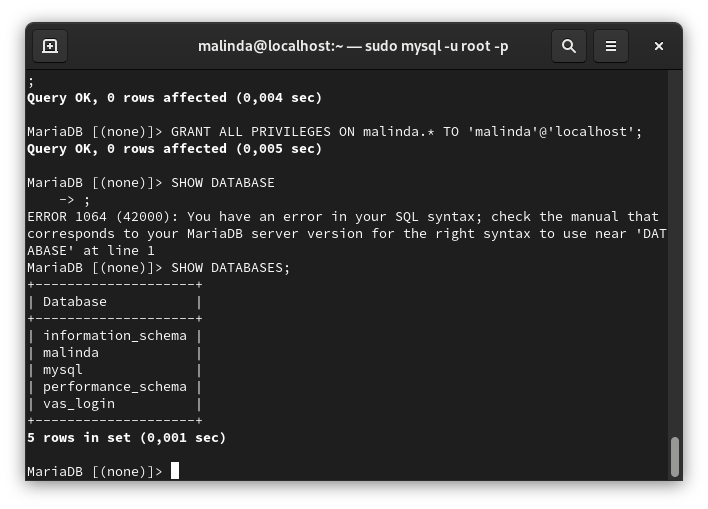 malinda@localhost:~ — sudo mysql -u root -p
;
Query OK, 0 rows affected (0,004 sec)
MariaDB [(none)]> GRANT ALL PRIVILEGES ON malinda.* TO 'malinda'@'localhost';
Query OK, 0 rows affected (0,005 sec)
MariaDB [(none)]> SHOW DATABASE
    -> ;
ERROR 1064 (42000): You have an error in your SQL syntax; check the manual that
corresponds to your MariaDB server version for the right syntax to use near 'DAT
ABASE' at line 1
MariaDB [(none)]> SHOW DATABASES;
+--------------------+
| Database           |
+--------------------+
| information_schema |
| malinda            |
| mysql              |
| performance_schema |
| vas_login          |
+--------------------+
5 rows in set (0,001 sec)
MariaDB [(none)]>